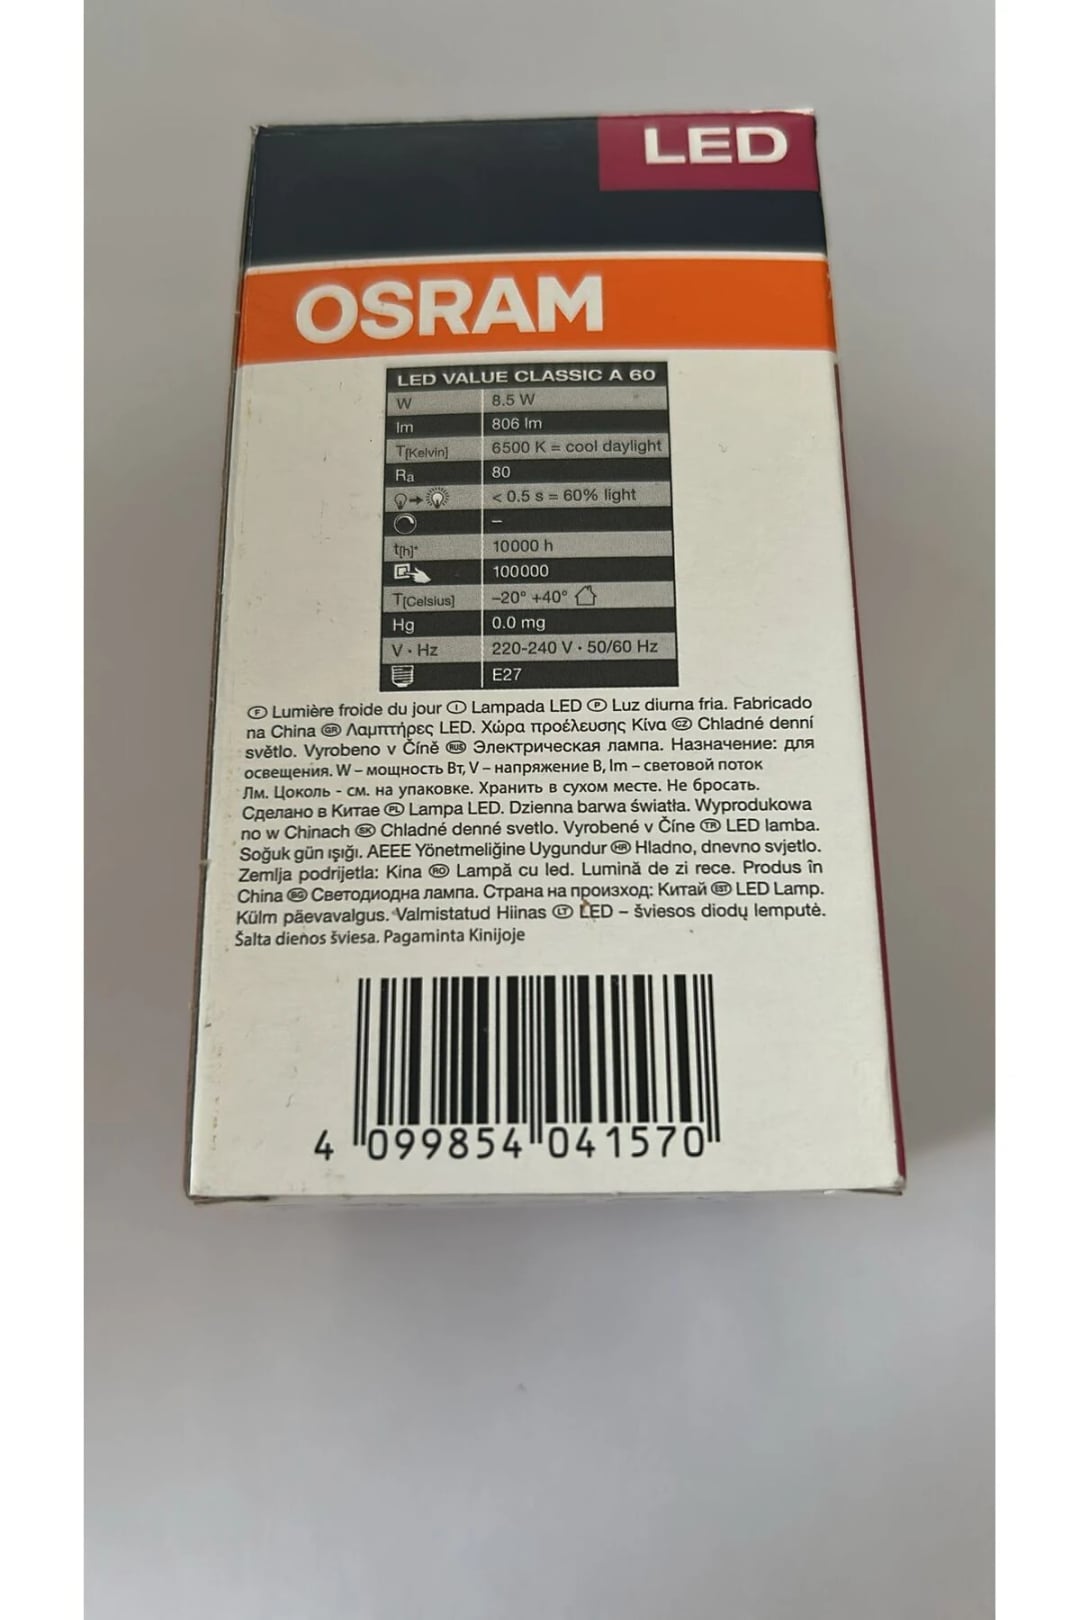 LED
OSRAM
LED VALUE CLASSIC A 60
W 8.5 W
lm 806 lm
T[Kelvin] 6500 K = cool daylight
Ra 80
< 0.5 s = 60% light
–
t[h]* 10000 h
100000
T[Celsius] –20° +40°
Hg 0.0 mg
V · Hz 220-240 V · 50/60 Hz
E27
Ⓕ Lumière froide du jour Ⓘ Lampada LED Ⓟ Luz diurna fria. Fabricado
na China GR Λαμπτήρες LED. Χώρα προέλευσης Κίνα CZ Chladné denní
světlo. Vyrobeno v Číně RUS Электрическая лампа. Назначение: для
освещения. W – мощность Вт, V – напряжение В, lm – световой поток
Лм. Цоколь - см. на упаковке. Хранить в сухом месте. Не бросать.
Сделано в Китае PL Lampa LED. Dzienna barwa światła. Wyprodukowa
no w Chinach SK Chladné denné svetlo. Vyrobené v Číne TR LED lamba.
Soğuk gün ışığı. AEEE Yönetmeliğine Uygundur HR Hladno, dnevno svjetlo.
Zemlja podrijetla: Kina RO Lampă cu led. Lumină de zi rece. Produs în
China BG Светодиодна лампа. Страна на произход: Китай EST LED Lamp.
Külm päevavalgus. Valmistatud Hiinas LT LED – šviesos diodų lemputė.
Šalta dienos šviesa. Pagaminta Kinijoje
4 099854 041570